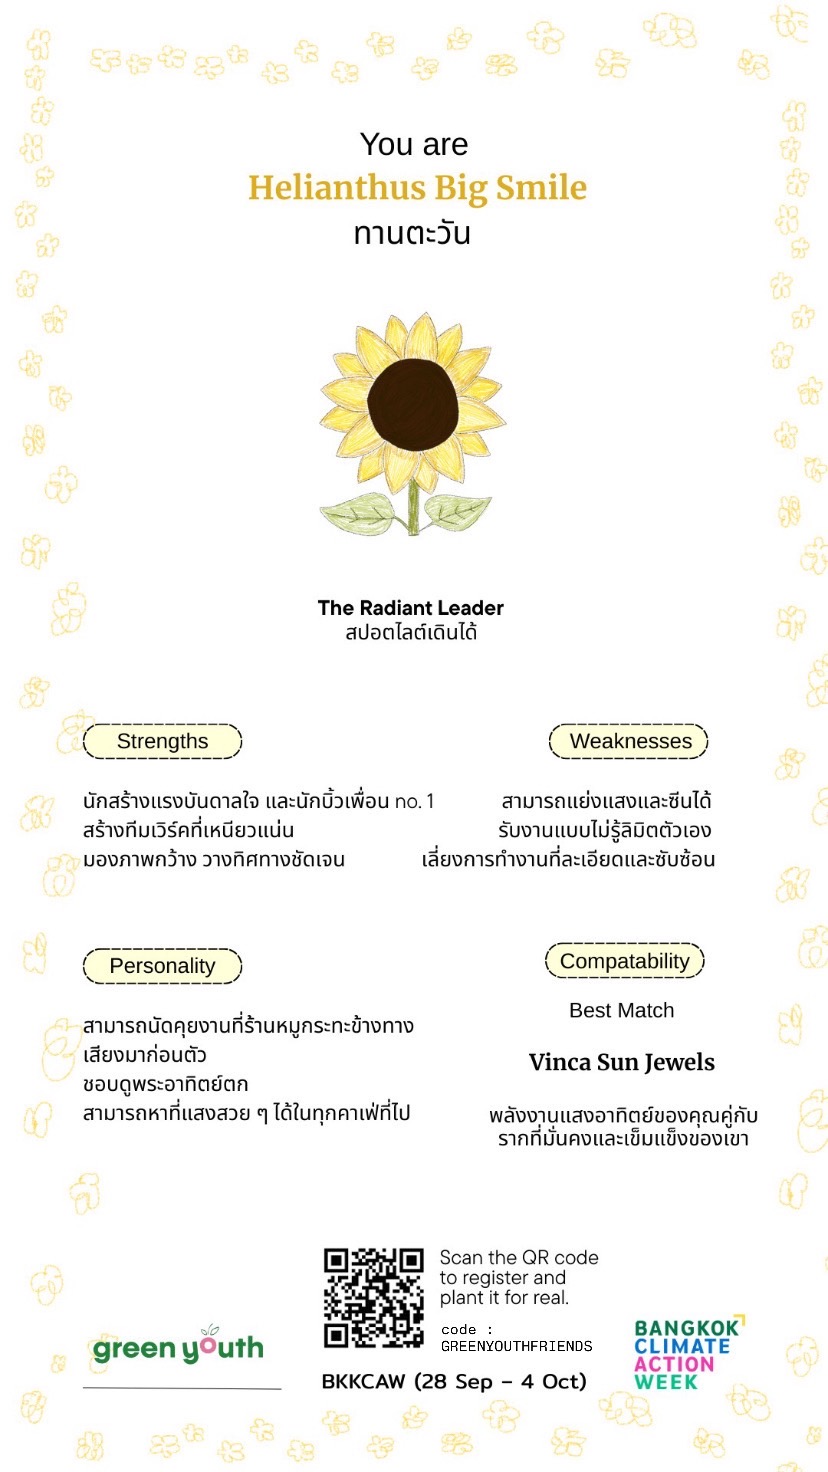 You are
Helianthus Big Smile
ทานตะวัน
The Radiant Leader
สปอตไลต์เดินได้
Strengths
นักสร้างแรงบันดาลใจ และนักบิ้วเพื่อน no. 1
สร้างทีมเวิร์คที่เหนียวแน่น
มองภาพกว้าง วางทิศทางชัดเจน
Weaknesses
สามารถแย่งแสงและซีนได้
รับงานแบบไม่รู้ลิมิตตัวเอง
เลี่ยงการทำงานที่ละเอียดและซับซ้อน
Personality
สามารถนัดคุยงานที่ร้านหมูกระทะข้างทาง
เสียงมาก่อนตัว
ชอบดูพระอาทิตย์ตก
สามารถหาที่แสงสวย ๆ ได้ในทุกคาเฟ่ที่ไป
Compatability
Best Match
Vinca Sun Jewels
พลังงานแสงอาทิตย์ของคุณคู่กับ
รากที่มั่นคงและเข็มแข็งของเขา
Scan the QR code
to register and
plant it for real.
code :
GREENYOUTHFRIENDS
green youth
BKKCAW (28 Sep – 4 Oct)
BANGKOK
CLIMATE
ACTION
WEEK